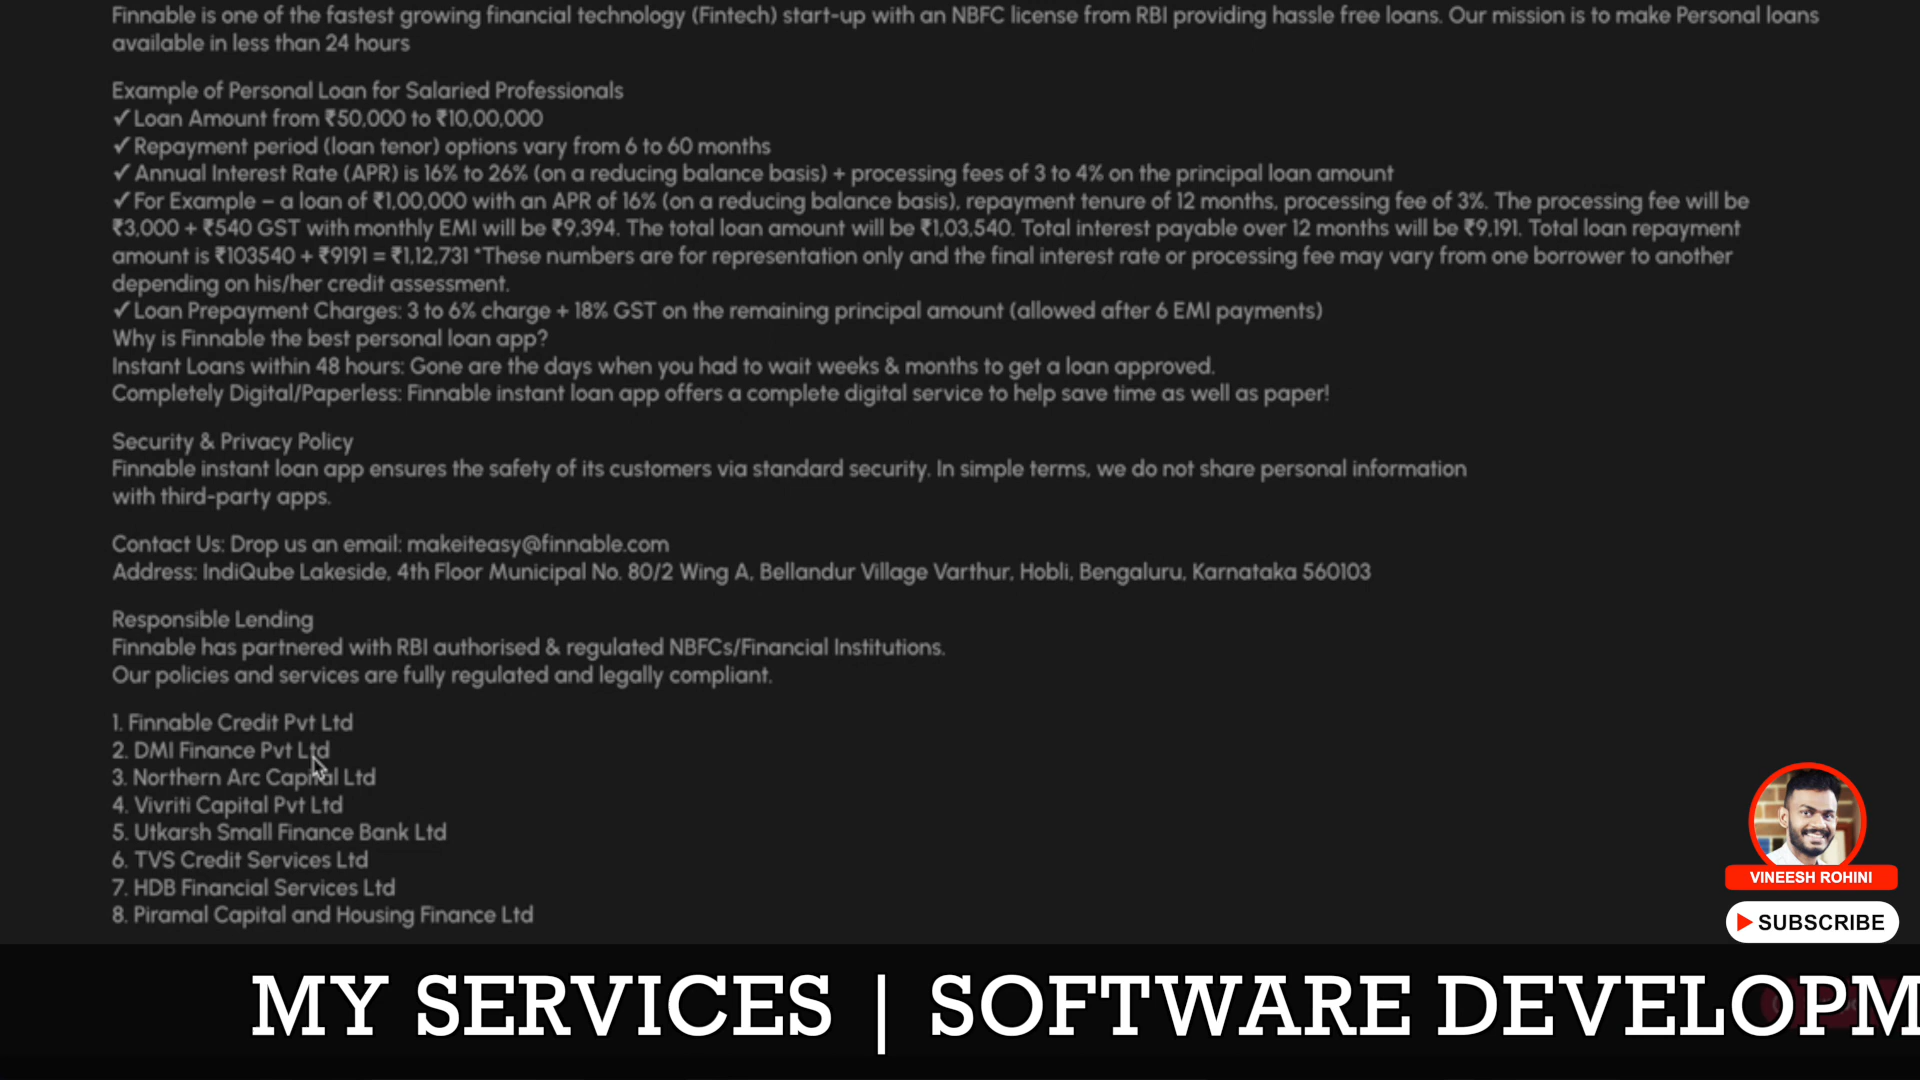 Finnable is one of the fastest growing financial technology (Fintech) start-up with an NBFC license from RBI providing hassle free loans. Our mission is to make Personal loans
available in less than 24 hours
Example of Personal Loan for Salaried Professionals
✓Loan Amount from ₹50,000 to ₹10,00,000
✓Repayment period (loan tenor) options vary from 6 to 60 months
✓Annual Interest Rate (APR) is 16% to 26% (on a reducing balance basis) + processing fees of 3 to 4% on the principal loan amount
✓For Example – a loan of ₹1,00,000 with an APR of 16% (on a reducing balance basis), repayment tenure of 12 months, processing fee of 3%. The processing fee will be
₹3,000 + ₹540 GST with monthly EMI will be ₹9,394. The total loan amount will be ₹1,03,540. Total interest payable over 12 months will be ₹9,191. Total loan repayment
amount is ₹103540 + ₹9191 = ₹1,12,731 *These numbers are for representation only and the final interest rate or processing fee may vary from one borrower to another
depending on his/her credit assessment.
✓Loan Prepayment Charges: 3 to 6% charge + 18% GST on the remaining principal amount (allowed after 6 EMI payments)
Why is Finnable the best personal loan app?
Instant Loans within 48 hours: Gone are the days when you had to wait weeks & months to get a loan approved.
Completely Digital/Paperless: Finnable instant loan app offers a complete digital service to help save time as well as paper!
Security & Privacy Policy
Finnable instant loan app ensures the safety of its customers via standard security. In simple terms, we do not share personal information
with third-party apps.
Contact Us: Drop us an email: makeiteasy@finnable.com
Address: IndiQube Lakeside, 4th Floor Municipal No. 80/2 Wing A, Bellandur Village Varthur, Hobli, Bengaluru, Karnataka 560103
Responsible Lending
Finnable has partnered with RBI authorised & regulated NBFCs/Financial Institutions.
Our policies and services are fully regulated and legally compliant.
1. Finnable Credit Pvt Ltd
2. DMI Finance Pvt Ltd
3. Northern Arc Capital Ltd
4. Vivriti Capital Pvt Ltd
5. Utkarsh Small Finance Bank Ltd
6. TVS Credit Services Ltd
7. HDB Financial Services Ltd
8. Piramal Capital and Housing Finance Ltd
VINEESH ROHINI
SUBSCRIBE
MY SERVICES | SOFTWARE DEVELOPM